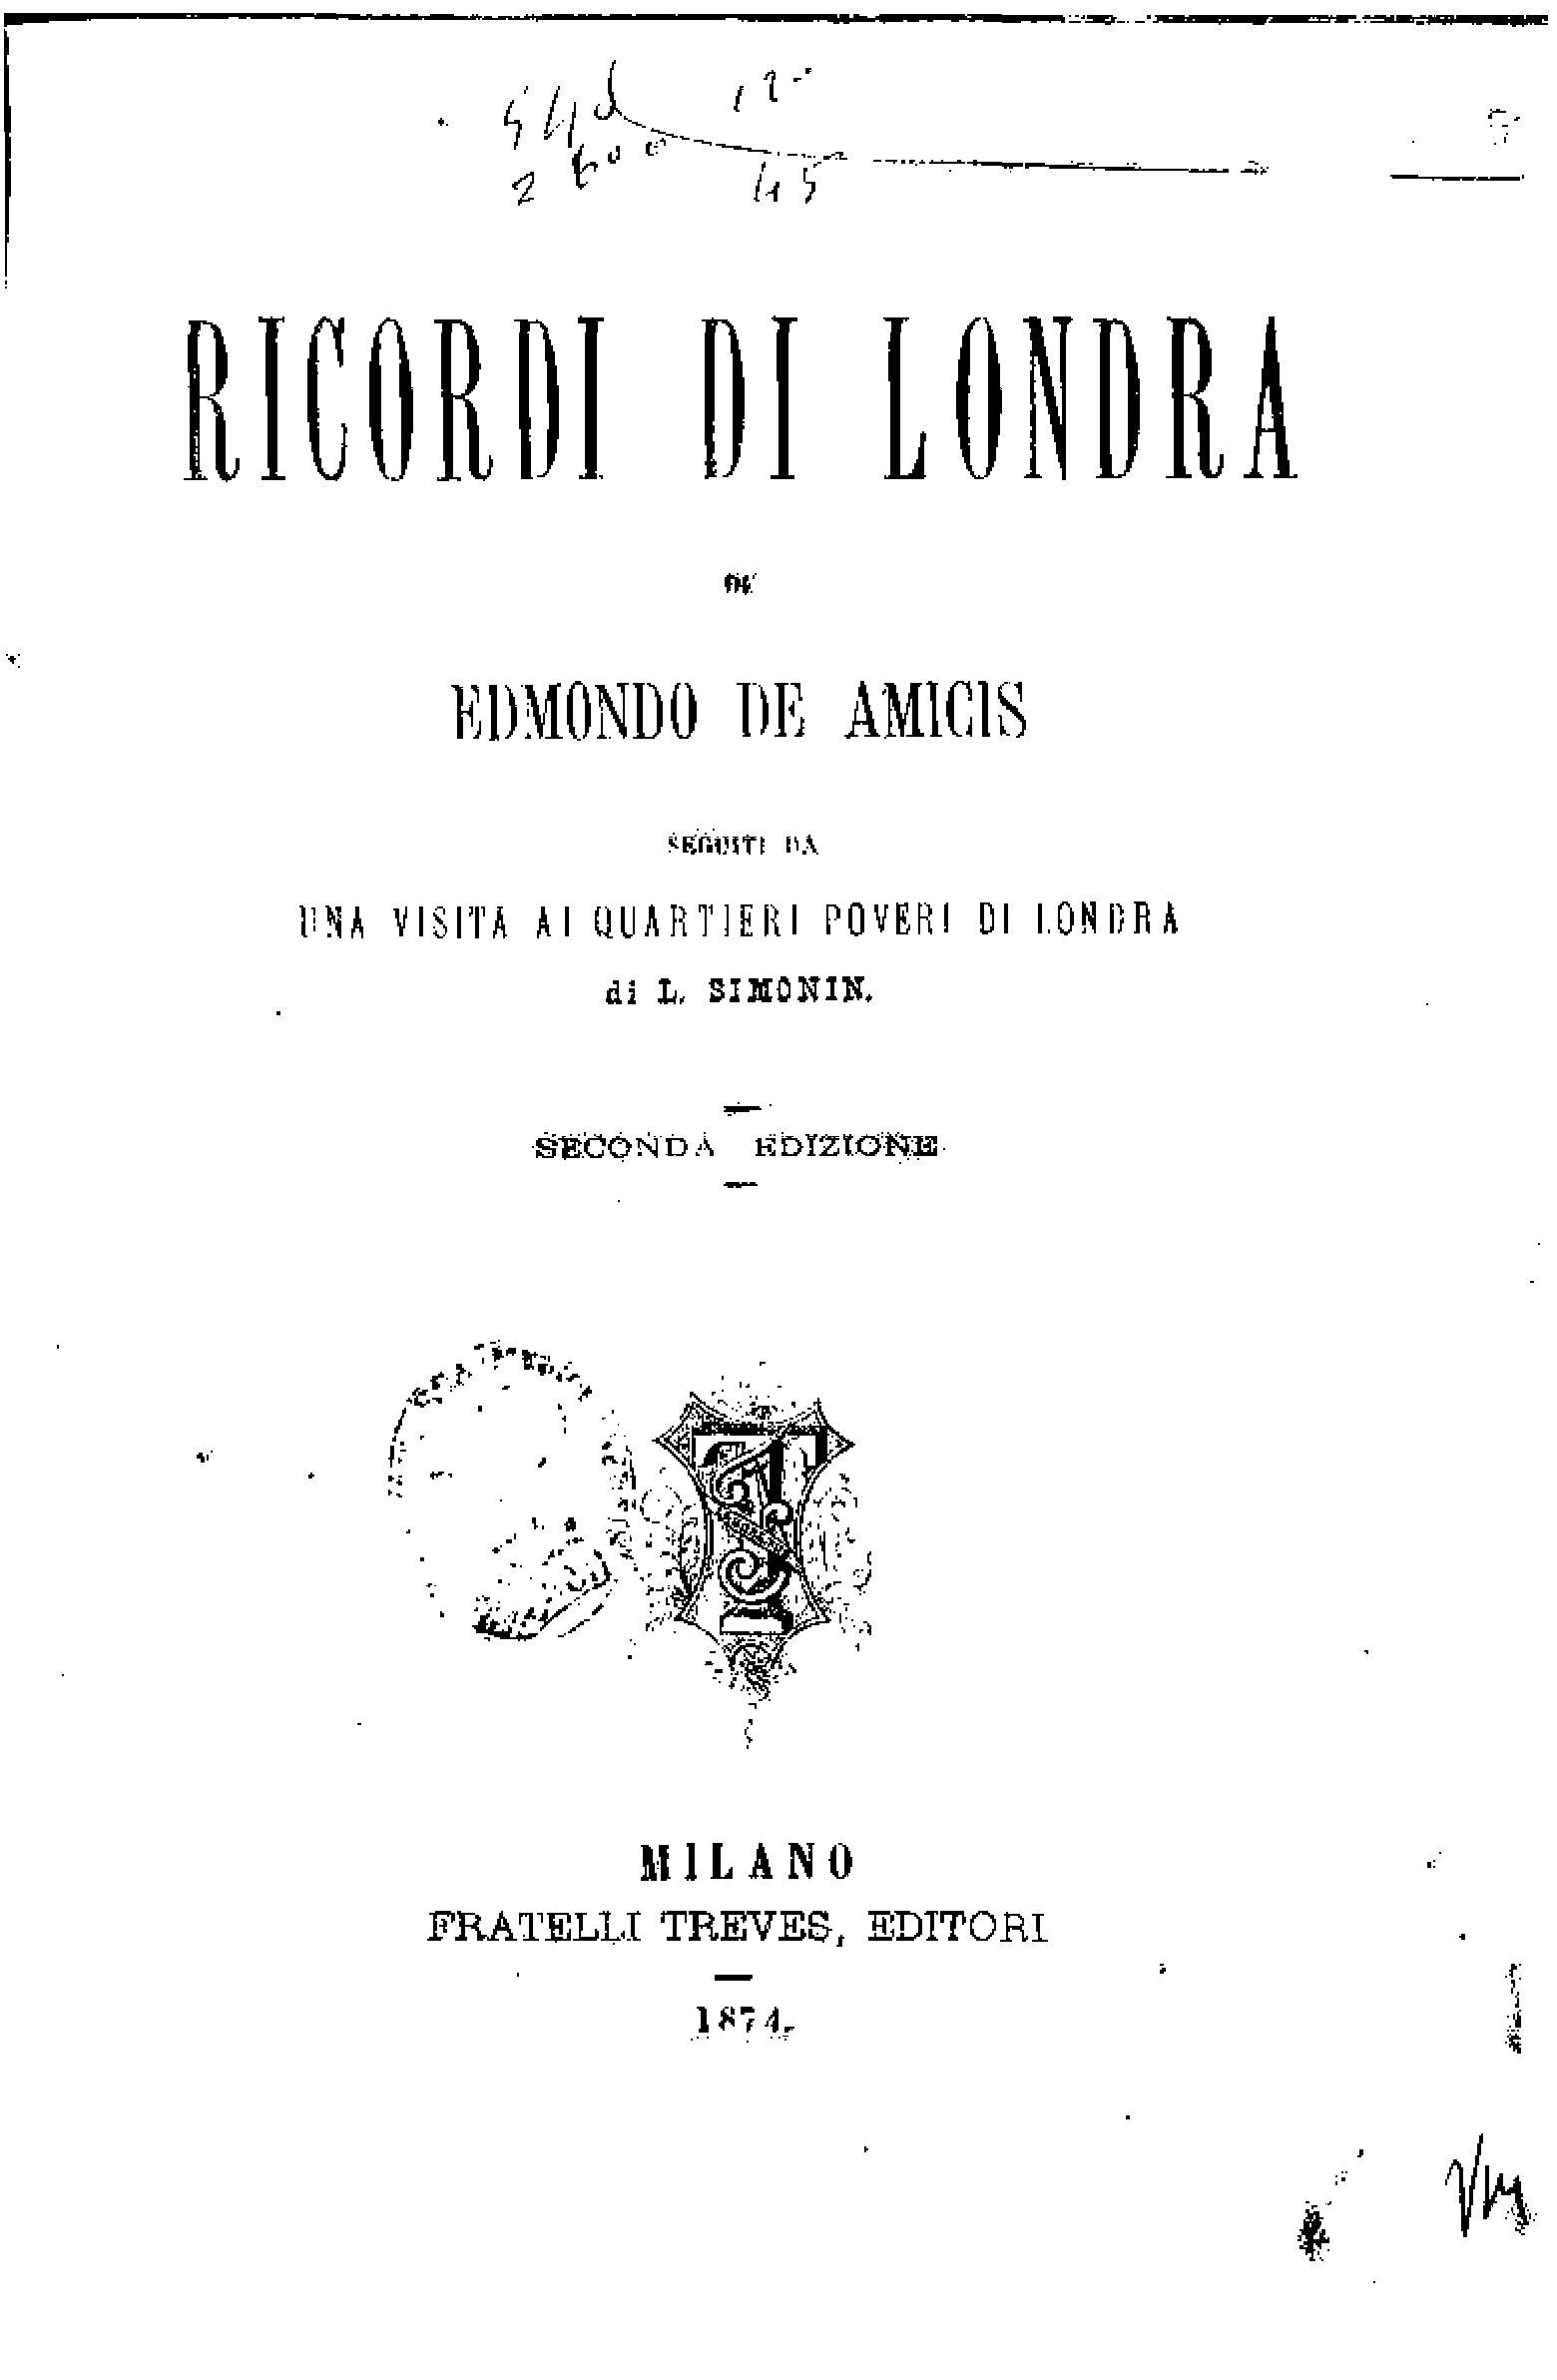 RICORDI DI LONDRA
DI
EDMONDO DE AMICIS
SEGUITI DA
UNA VISITA AI QUARTIERI POVERI DI LONDRA
di L. SIMONIN.
SECONDA EDIZIONE
MILANO
FRATELLI TREVES, EDITORI
1874.